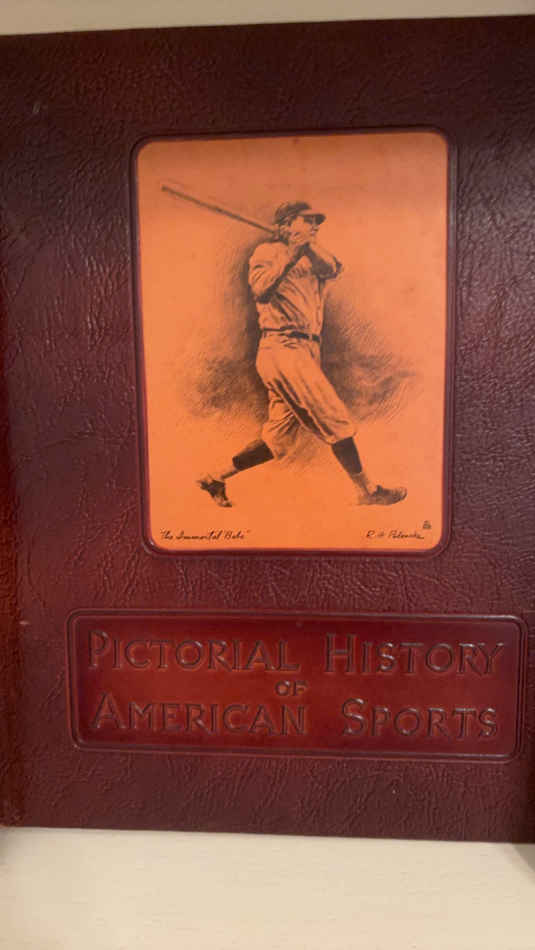 "The Immortal Babe"
R H Palenske
PICTORIAL HISTORY
OF
AMERICAN SPORTS